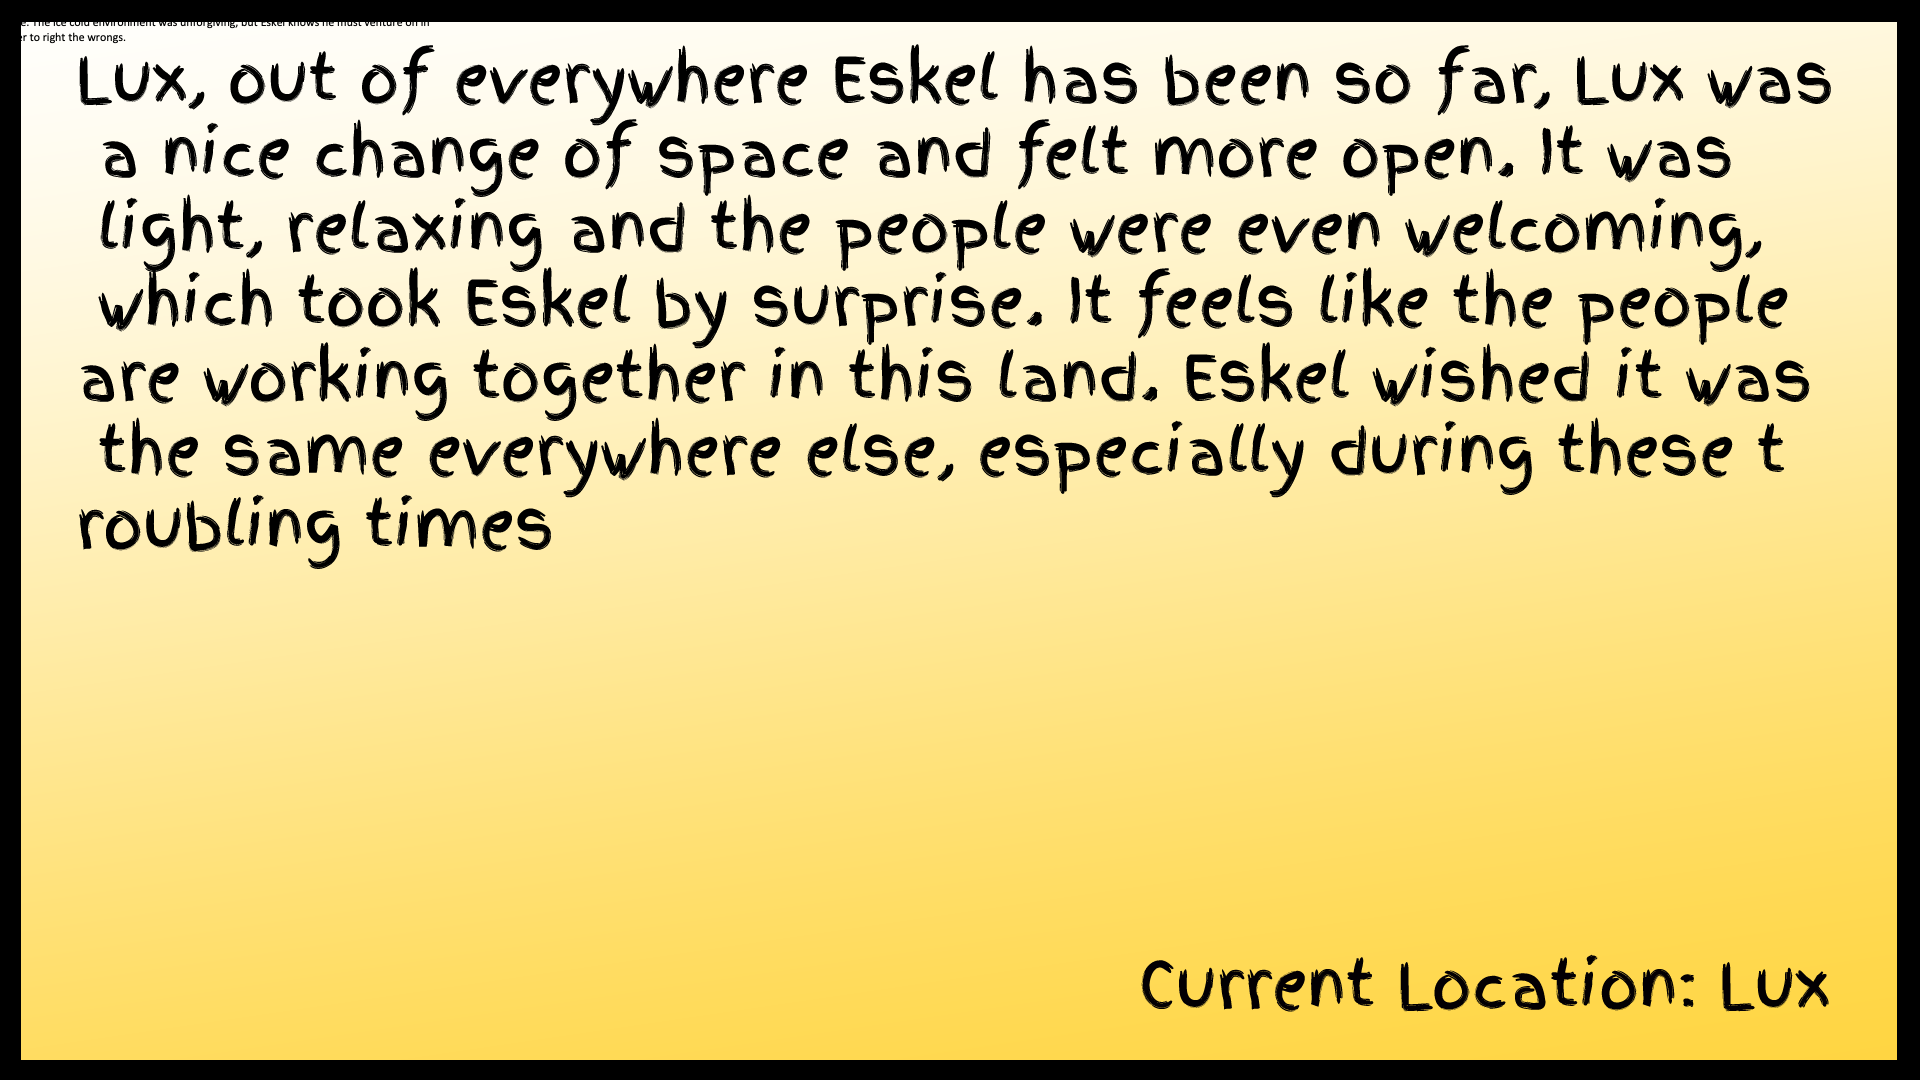 The ice cold environment was unforgiving, but Eskel knows he must venture on in
er to right the wrongs.
Lux, out of everywhere Eskel has been so far, Lux was
a nice change of space and felt more open. It was
light, relaxing and the people were even welcoming,
which took Eskel by surprise. It feels like the people
are working together in this land. Eskel wished it was
the same everywhere else, especially during these t
roubling times
Current Location: Lux